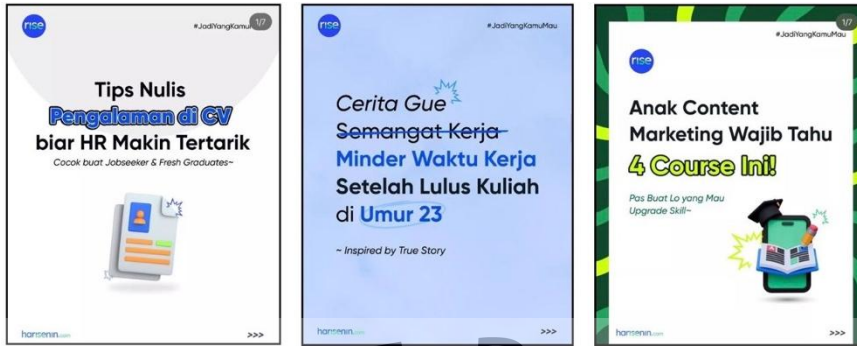 rise
#JadiYangKamu
1/7
Tips Nulis
Pengalaman di CV
biar HR Makin Tertarik
Cocok buat Jobseeker & Fresh Graduates~
harisenin.com
>>>
rise
#JadiYangKamuMau
Cerita Gue
Semangat Kerja
Minder Waktu Kerja
Setelah Lulus Kuliah
di Umur 23
~ Inspired by True Story
harisenin.com
>>>
1/7
#JadiYangKamuMau
rise
Anak Content
Marketing Wajib Tahu
4 Course Ini!
Pas Buat Lo yang Mau
Upgrade Skill~
harisenin.com
>>>